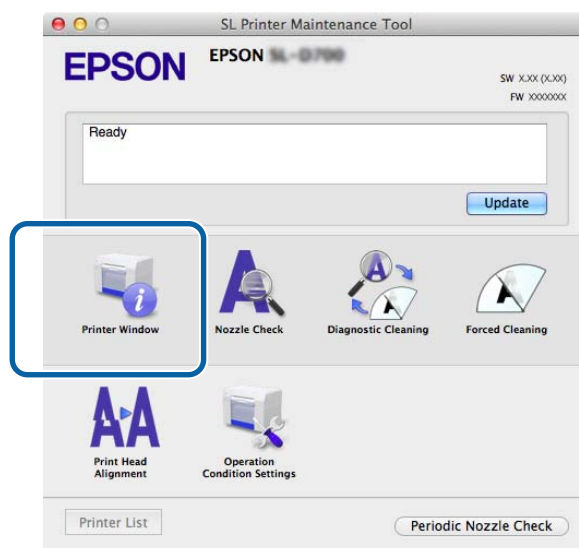 SL Printer Maintenance Tool
EPSON
EPSON
SW X.XX (X.XX)
FW XXXXXXX
Ready
Update
Printer Window
Nozzle Check
Diagnostic Cleaning
Forced Cleaning
Print Head
Alignment
Operation
Condition Settings
Printer List
Periodic Nozzle Check